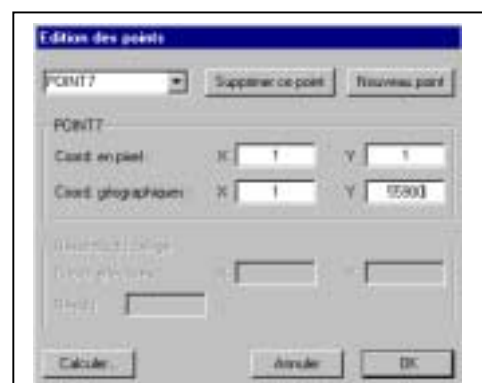 Edition des points
POINT7 Supprimer ce point Nouveau point
POINT7
Coord. en pixel X 1 Y 1
Coord. géographiques X 1 Y
Calculer... Annuler OK